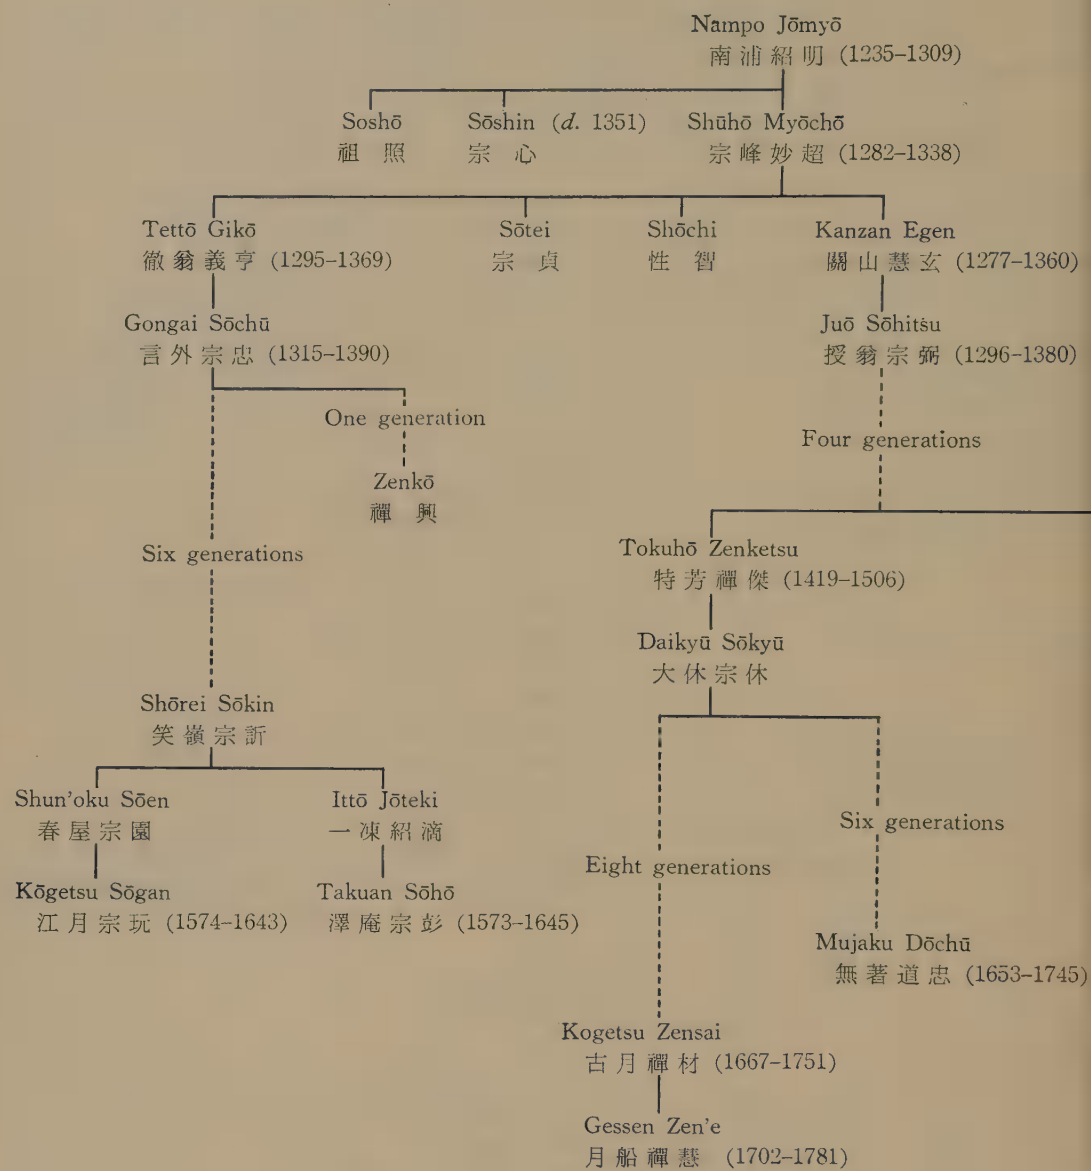 Nampo Jōmyō
南浦紹明 (1235–1309)
Soshō
祖照
Sōshin (d. 1351)
宗心
Shūhō Myōchō
宗峰妙超 (1282–1338)
Tettō Gikō
徹翁義亨 (1295–1369)
Sōtei
宗貞
Shōchi
性智
Kanzan Egen
關山慧玄 (1277–1360)
Gongai Sōchū
言外宗忠 (1315–1390)
Juō Sōhitsu
授翁宗弼 (1296–1380)
One generation
Four generations
Zenkō
禪興
Six generations
Tokuhō Zenketsu
特芳禪傑 (1419–1506)
Daikyū Sōkyū
大休宗休
Shōrei Sōkin
笑嶺宗訢
Shun’oku Sōen
春屋宗園
Ittō Jōteki
一凍紹滴
Six generations
Eight generations
Kōgetsu Sōgan
江月宗玩 (1574–1643)
Takuan Sōhō
澤庵宗彭 (1573–1645)
Mujaku Dōchū
無著道忠 (1653–1745)
Kogetsu Zensai
古月禪材 (1667–1751)
Gessen Zen’e
月船禪慧 (1702–1781)